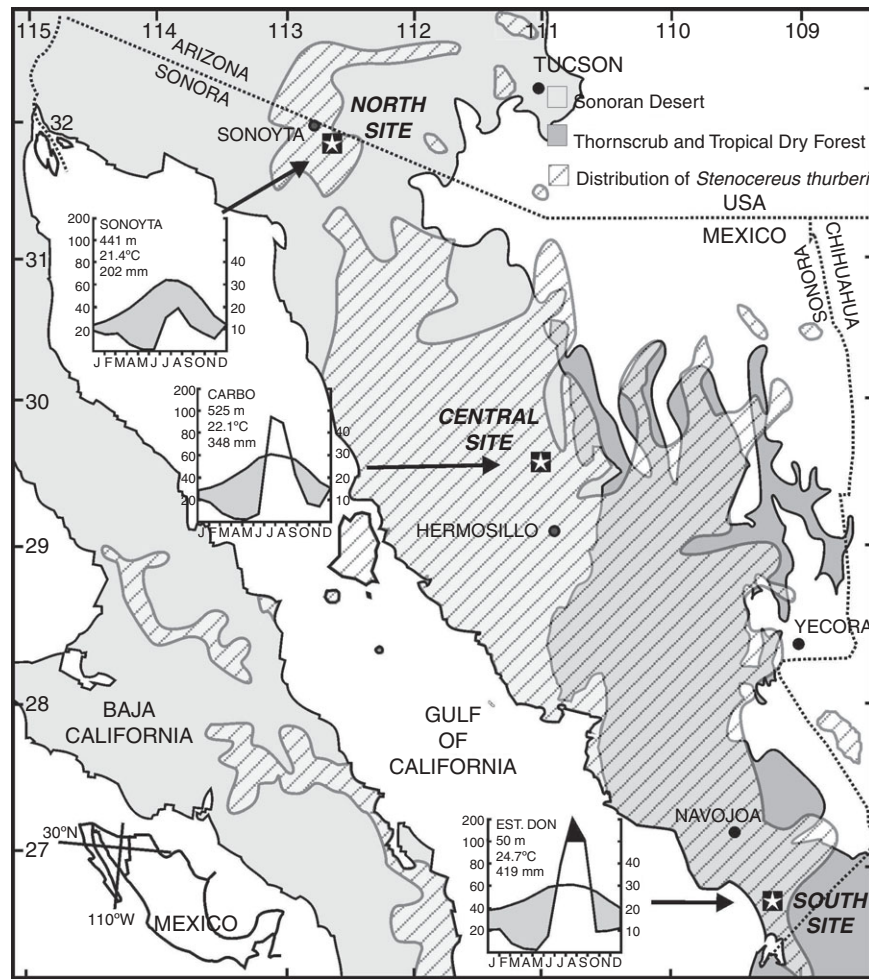 115
114
113
112
111
110
109
ARIZONA
SONORA
TUCSON
NORTH
SITE
SONOYTA
32
Sonoran Desert
Thornscrub and Tropical Dry Forest
Distribution of Stenocereus thurberi
USA
MEXICO
CHIHUAHUA
SONORA
31
200
100
80
60
40
20
SONOYTA
441 m
21.4ºC
202 mm
40
30
20
10
J F M A M J J A S O N D
30
200
100
80
60
40
20
CARBO
525 m
22.1ºC
348 mm
40
30
20
10
J F M A M J J A S O N D
CENTRAL
SITE
HERMOSILLO
29
YECORA
28
BAJA
CALIFORNIA
GULF
OF
CALIFORNIA
NAVOJOA
27
200
100
80
60
40
20
EST. DON
50 m
24.7ºC
419 mm
40
30
20
10
J F M A M J J A S O N D
SOUTH
SITE
30ºN
110ºW
MEXICO